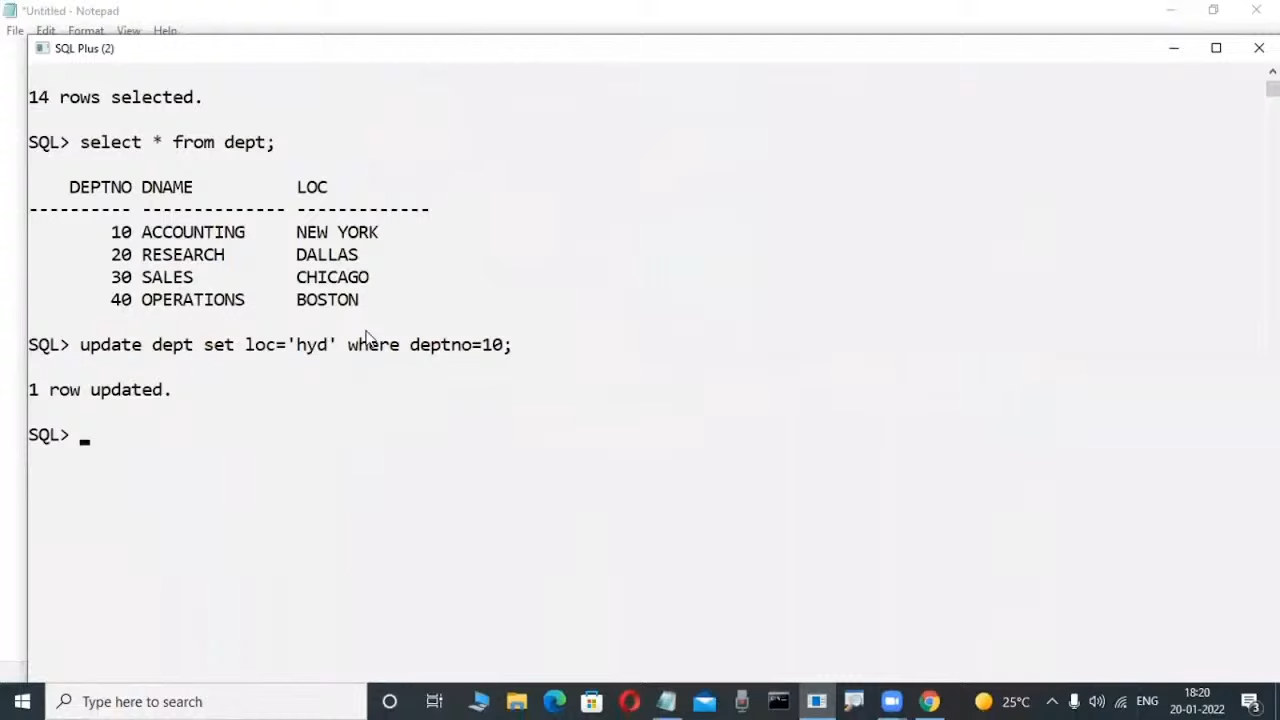 *Untitled - Notepad
File Edit Format View Help
SQL Plus (2)
14 rows selected.
SQL> select * from dept;
DEPTNO DNAME LOC
---------- -------------- -------------
10 ACCOUNTING NEW YORK
20 RESEARCH DALLAS
30 SALES CHICAGO
40 OPERATIONS BOSTON
SQL> update dept set loc='hyd' where deptno=10;
1 row updated.
SQL> _
Type here to search
25°C
ENG
18:20
20-01-2022
3